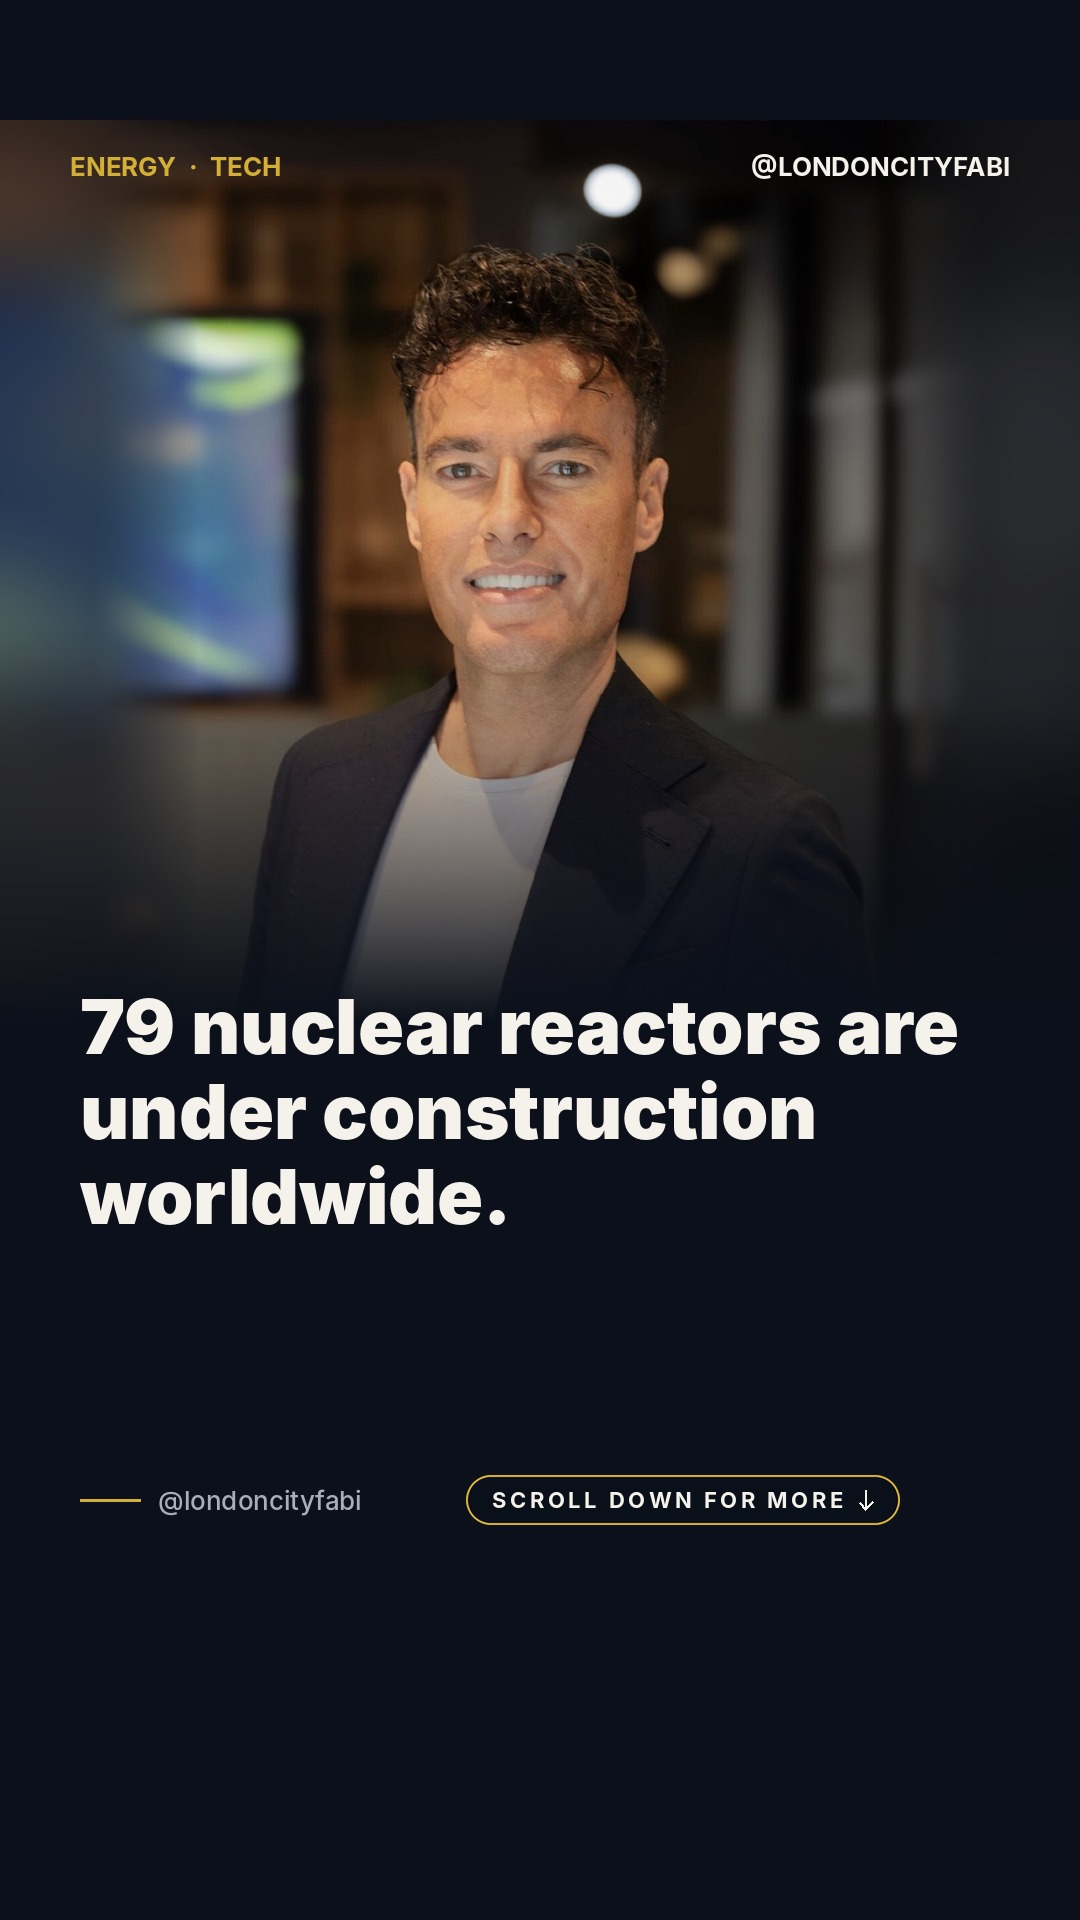 ENERGY · TECH
@LONDONCITYFABI
79 nuclear reactors are
under construction
worldwide.
@londoncityfabi
SCROLL DOWN FOR MORE ↓